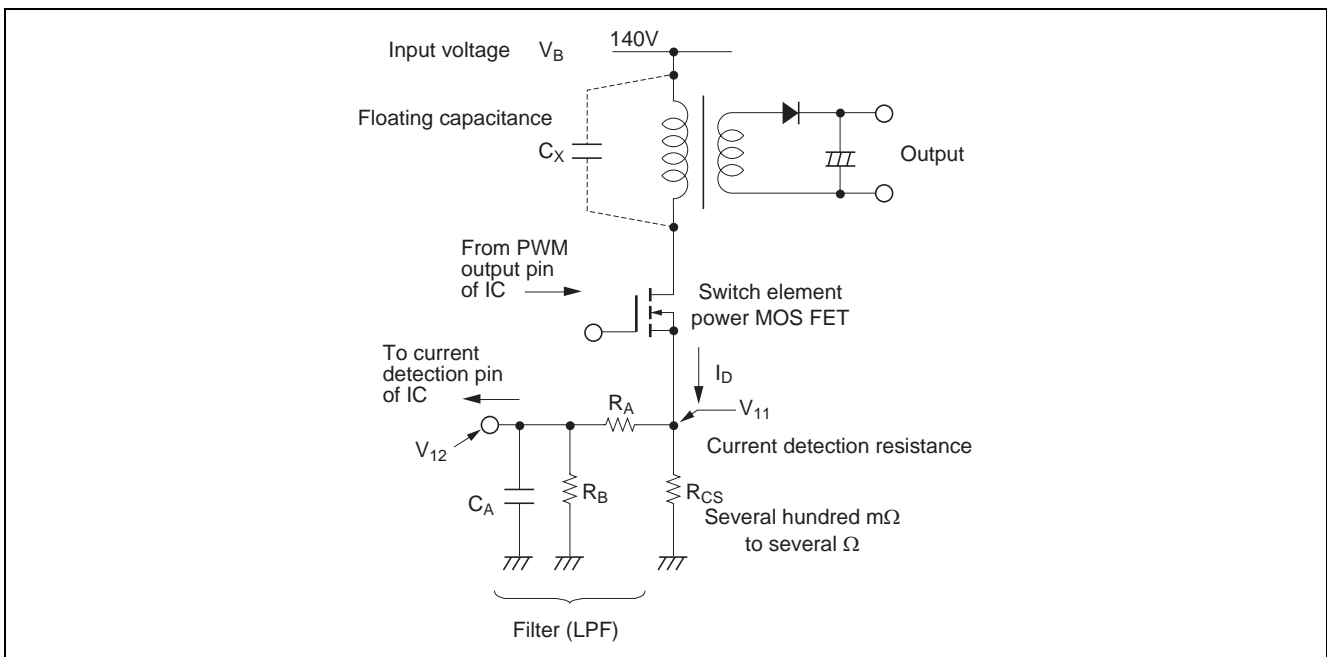 Input voltage V_B
140V
Floating capacitance
C_X
Output
From PWM
output pin
of IC
Switch element
power MOS FET
To current
detection pin
of IC
I_D
R_A
V_11
V_12
Current detection resistance
C_A
R_B
R_CS
Several hundred mΩ
to several Ω
Filter (LPF)